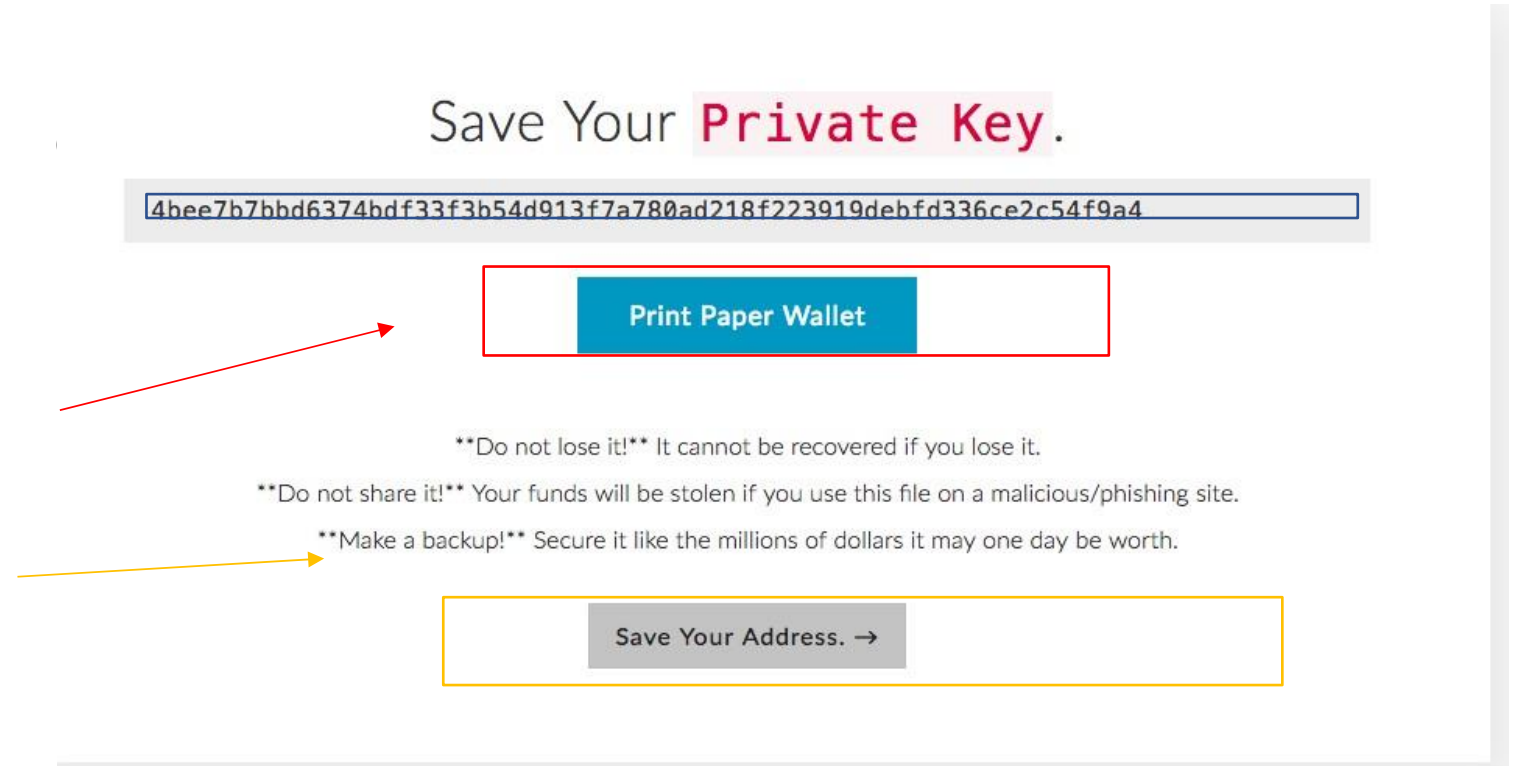 Save Your Private Key.
4bee7b7bbd6374bdf33f3b54d913f7a780ad218f223919debfd336ce2c54f9a4
Print Paper Wallet
**Do not lose it!** It cannot be recovered if you lose it.
**Do not share it!** Your funds will be stolen if you use this file on a malicious/phishing site.
**Make a backup!** Secure it like the millions of dollars it may one day be worth.
Save Your Address. →